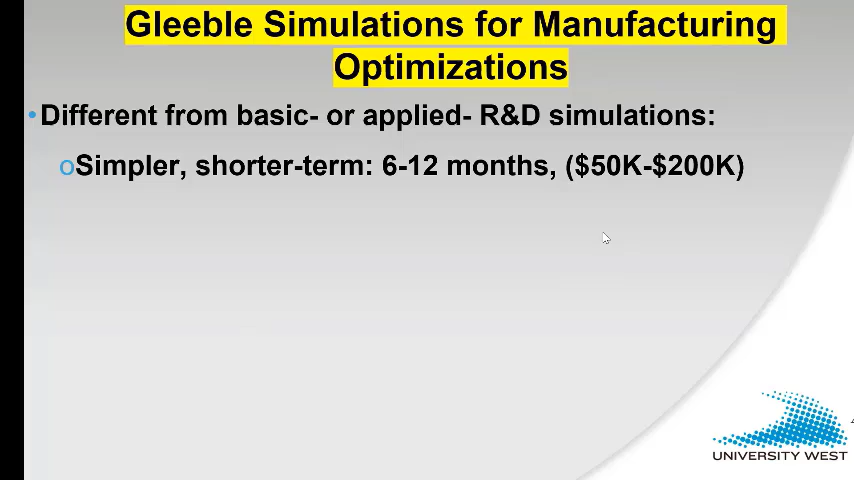 Gleeble Simulations for Manufacturing
Optimizations
•Different from basic- or applied- R&D simulations:
oSimpler, shorter-term: 6-12 months, ($50K-$200K)
UNIVERSITY WEST